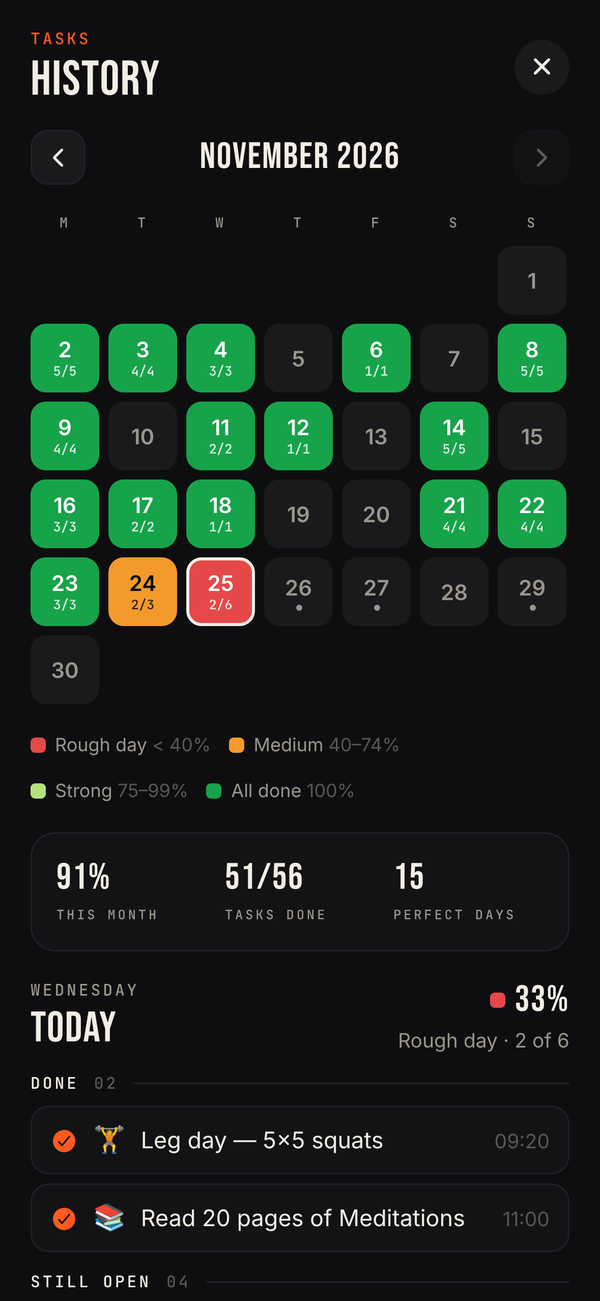 TASKS
HISTORY
NOVEMBER 2026
M T W T F S S
1
2 3 4 5 6 7 8
5/5 4/4 3/3 1/1 5/5
9 10 11 12 13 14 15
4/4 2/2 1/1 5/5
16 17 18 19 20 21 22
3/3 2/2 1/1 4/4 4/4
23 24 25 26 27 28 29
3/3 2/3 2/6
30
Rough day < 40% Medium 40–74%
Strong 75–99% All done 100%
91% 51/56 15
THIS MONTH TASKS DONE PERFECT DAYS
WEDNESDAY
TODAY
33%
Rough day · 2 of 6
DONE 02
Leg day — 5×5 squats 09:20
Read 20 pages of Meditations 11:00
STILL OPEN 04